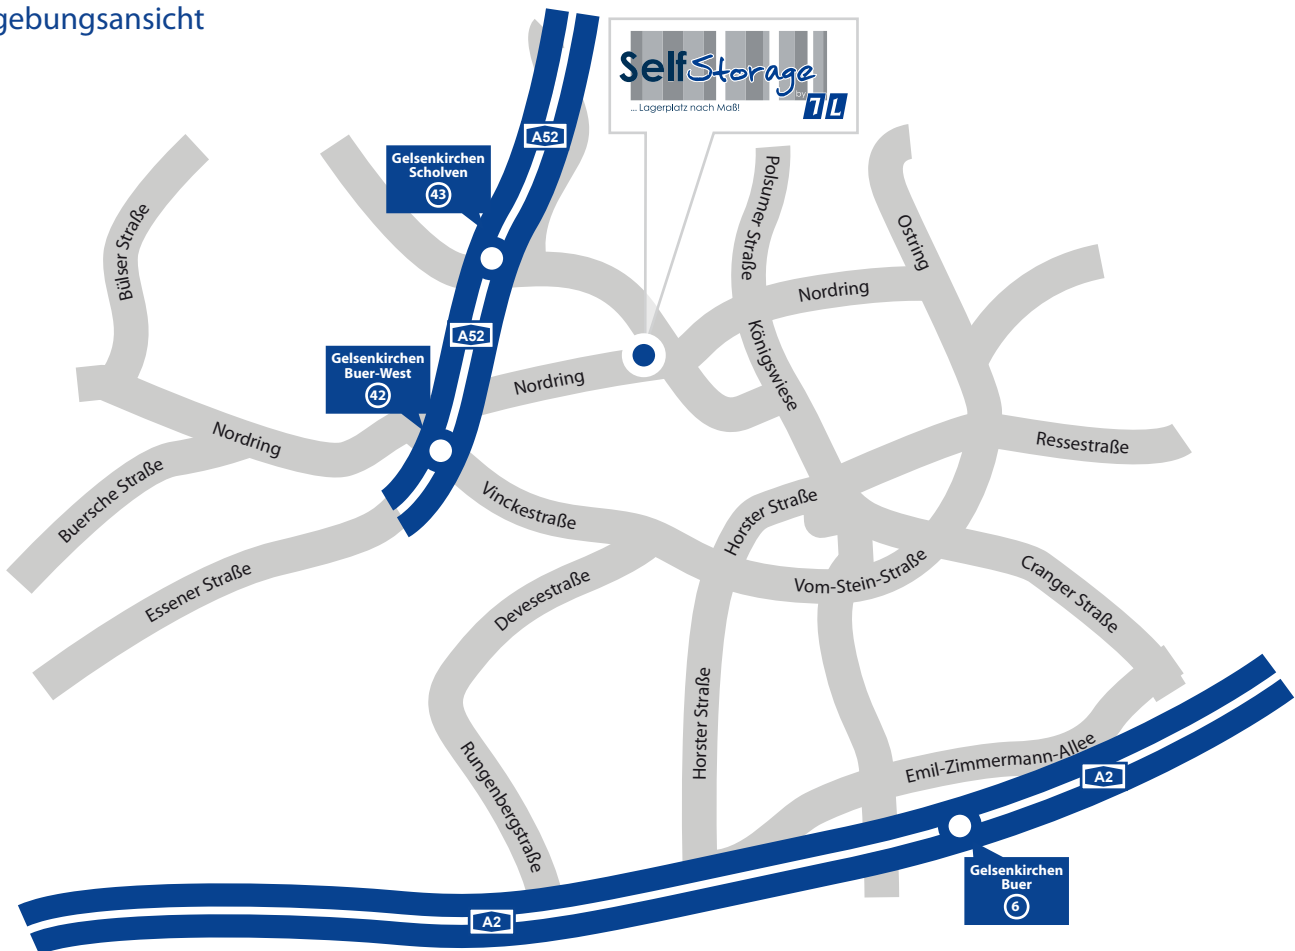 gebungsansicht
Self Storage
by JL
... Lagerplatz nach Maß!
A52
Gelsenkirchen
Scholven
43
Polsumer Straße
Ostring
Bülser Straße
Nordring
A52
Königswiese
Gelsenkirchen
Buer-West
42
Nordring
Nordring
Ressestraße
Buersche Straße
Vinckestraße
Horster Straße
Essener Straße
Devesestraße
Vom-Stein-Straße
Cranger Straße
Horster Straße
Rungenbergstraße
Emil-Zimmermann-Allee
A2
Gelsenkirchen
Buer
6
A2